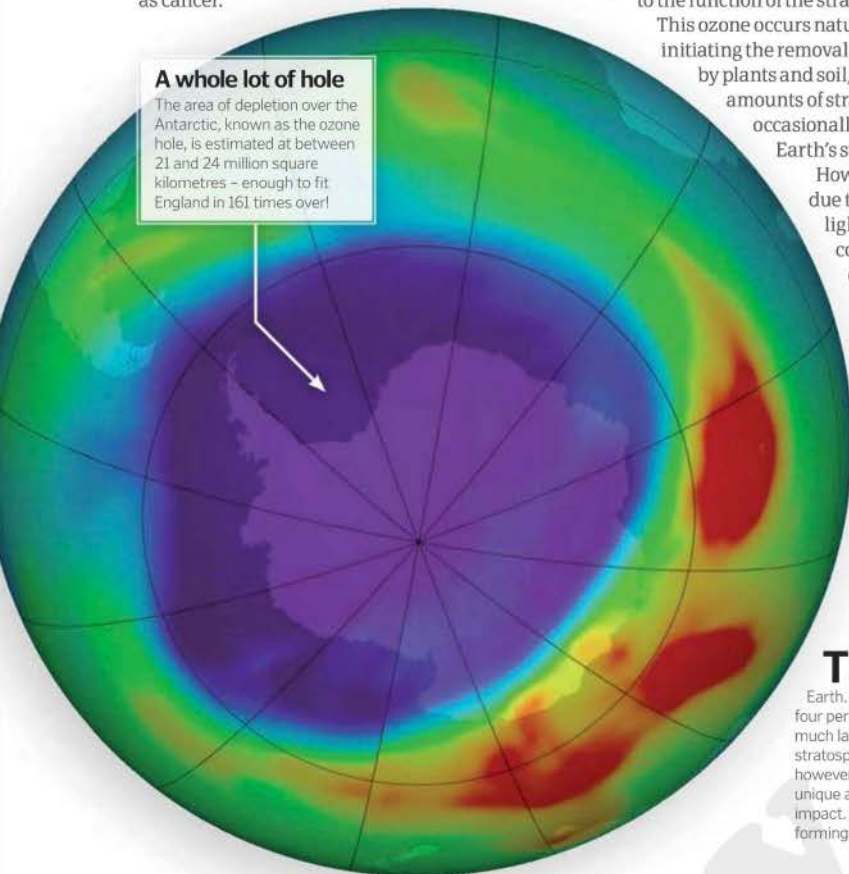 as cancer.
A whole lot of hole
The area of depletion over the
Antarctic, known as the ozone
hole, is estimated at between
21 and 24 million square
kilometres – enough to fit
England in 161 times over!
to the function of the stra
This ozone occurs natu
initiating the removal
by plants and soil,
amounts of str
occasionall
Earth's s
How
due t
lig
co
T
Earth.
four per
much la
stratosp
however
unique a
impact.
forming